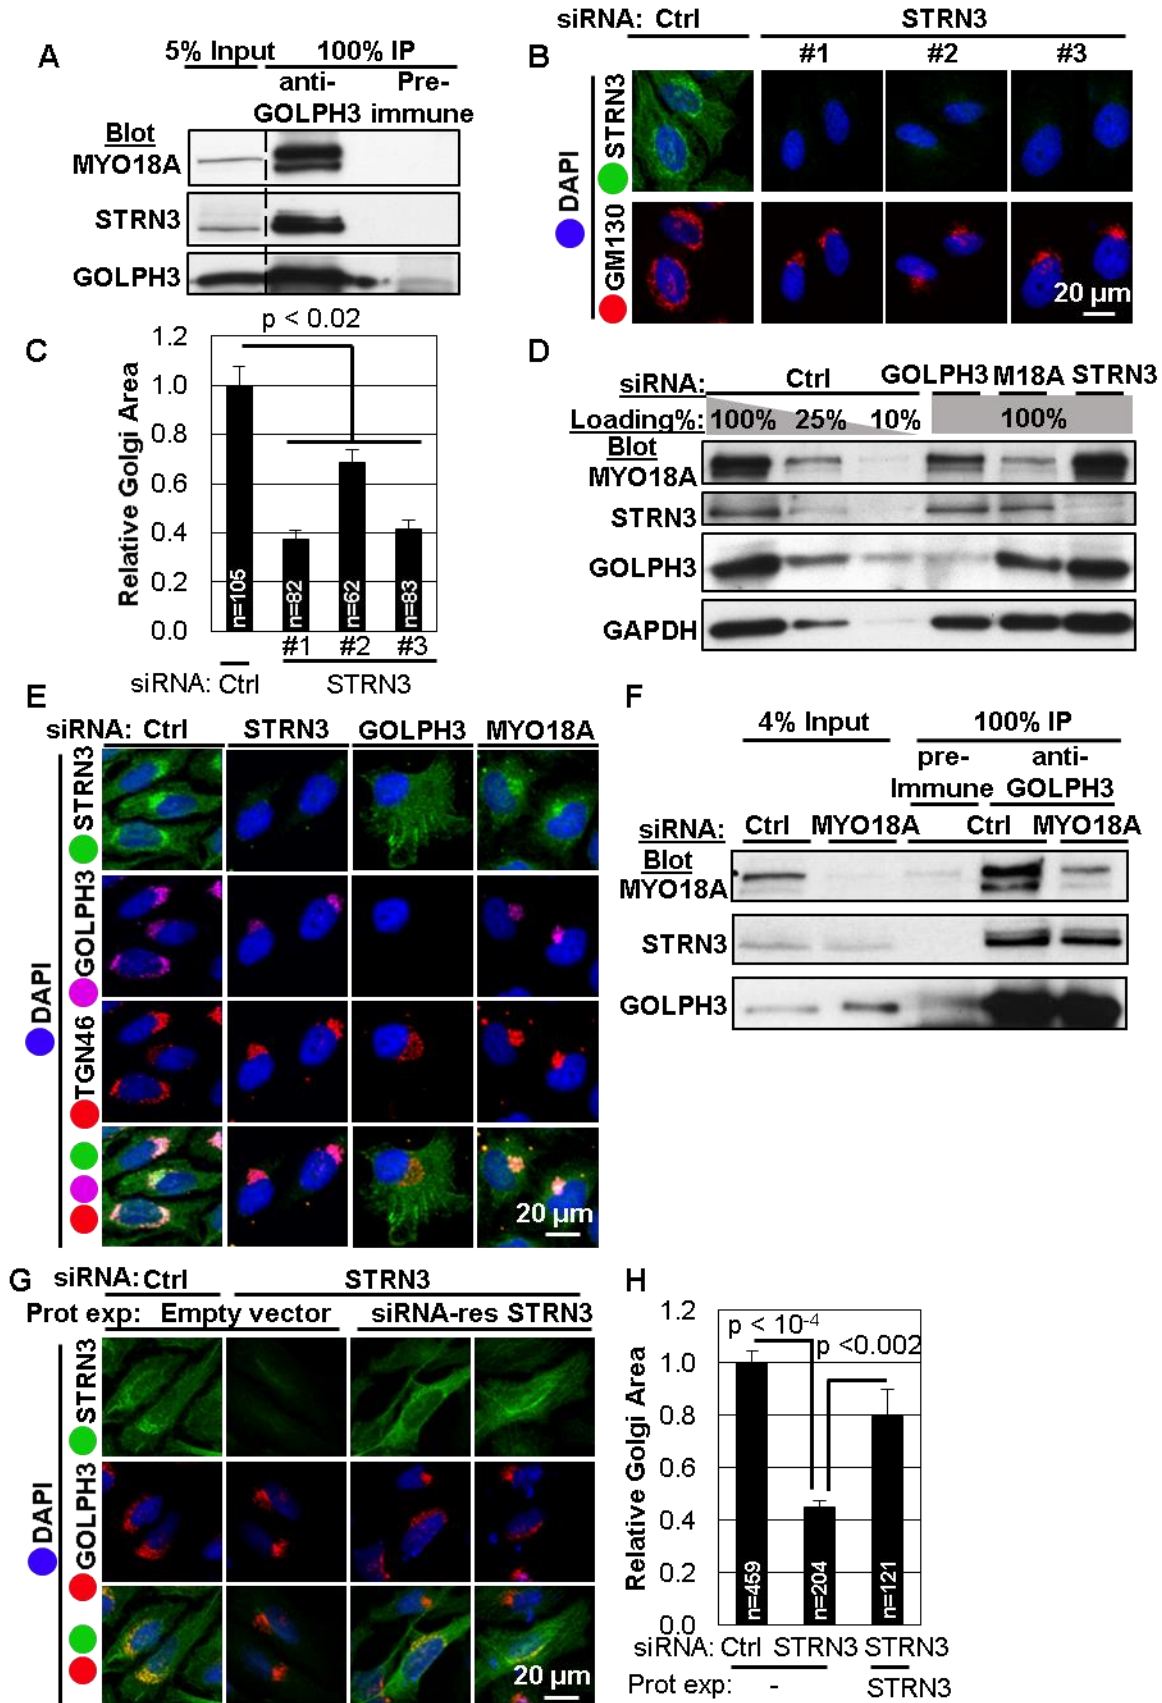 A
5% Input 100% IP
anti-GOLPH3
Pre-immune
Blot
MYO18A
STRN3
GOLPH3
B
siRNA: Ctrl STRN3
#1 #2 #3
DAPI
STRN3
GM130
20 µm
C
p < 0.02
Relative Golgi Area
1.2
1.0
0.8
0.6
0.4
0.2
0.0
n=105
n=82
n=62
n=83
#1 #2 #3
siRNA: Ctrl STRN3
D
siRNA: Ctrl GOLPH3 M18A STRN3
Loading%: 100% 25% 10% 100%
Blot
MYO18A
STRN3
GOLPH3
GAPDH
E
siRNA: Ctrl STRN3 GOLPH3 MYO18A
DAPI
STRN3
GOLPH3
TGN46
20 µm
F
4% Input 100% IP
pre-Immune
anti-GOLPH3
siRNA: Ctrl MYO18A Ctrl MYO18A
Blot
MYO18A
STRN3
GOLPH3
G
siRNA: Ctrl STRN3
Prot exp: Empty vector siRNA-res STRN3
DAPI
STRN3
GOLPH3
20 µm
H
p < 10-4
p <0.002
Relative Golgi Area
1.2
1.0
0.8
0.6
0.4
0.2
0.0
n=459
n=204
n=121
siRNA: Ctrl STRN3 STRN3
Prot exp: - STRN3